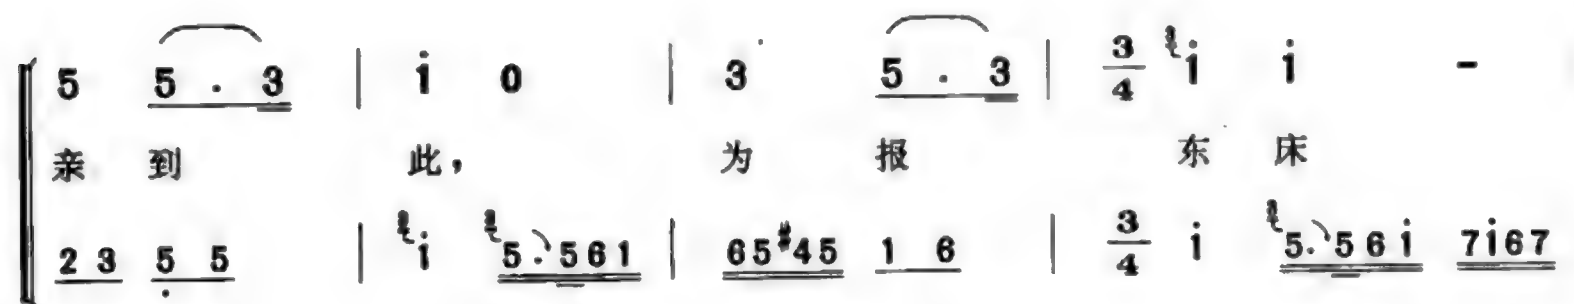 5 5 . 3 | i̇ 0 | 3 5 . 3 | 3/4 i̇ i̇ -
亲 到 此， 为 报 东 床
2 3 5̣ 5 | i̇ 5 . 5 6 1 | 6 5 #4 5 1 6 | 3/4 i̇ 5 . 5 6 i̇ 7 i̇ 6 7